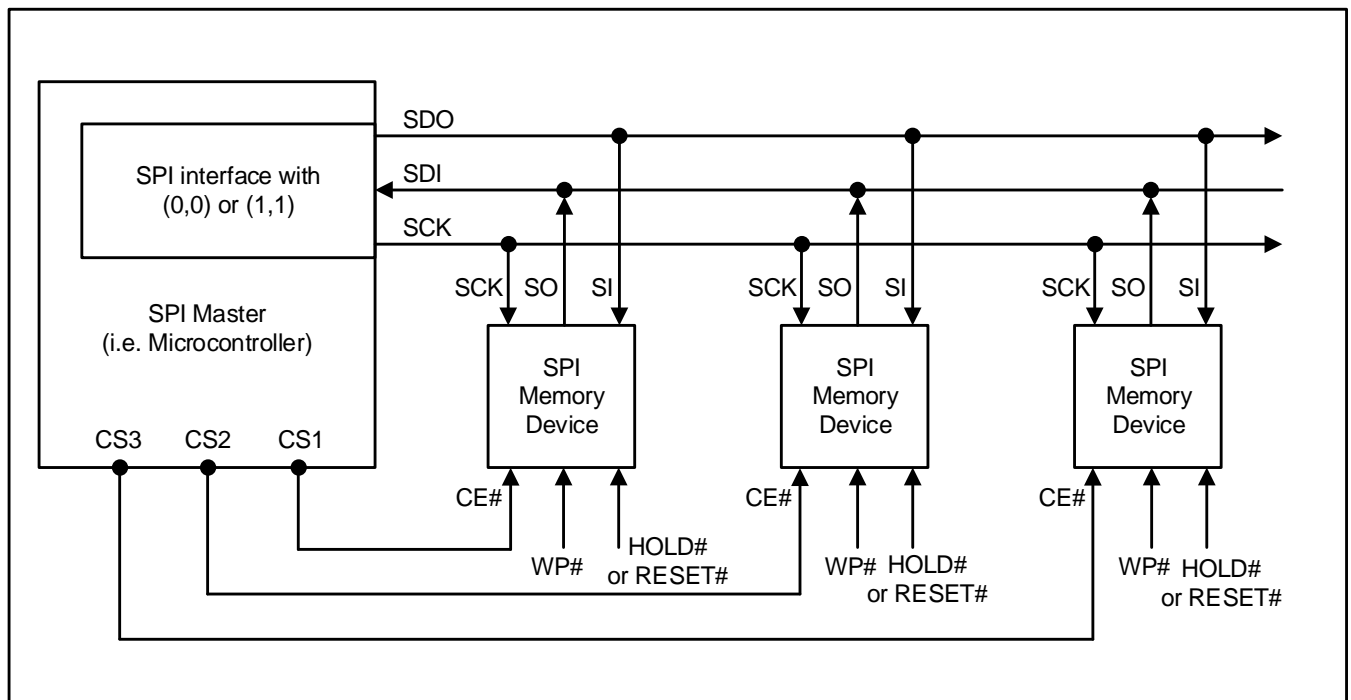 SDO
SPI interface with
(0,0) or (1,1)
SDI
SCK
SPI Master
(i.e. Microcontroller)
SCK SO SI
SCK SO SI
SCK SO SI
SPI
Memory
Device
SPI
Memory
Device
SPI
Memory
Device
CS3 CS2 CS1
CE#
WP#
HOLD#
or RESET#
CE#
WP#
HOLD#
or RESET#
CE#
WP#
HOLD#
or RESET#